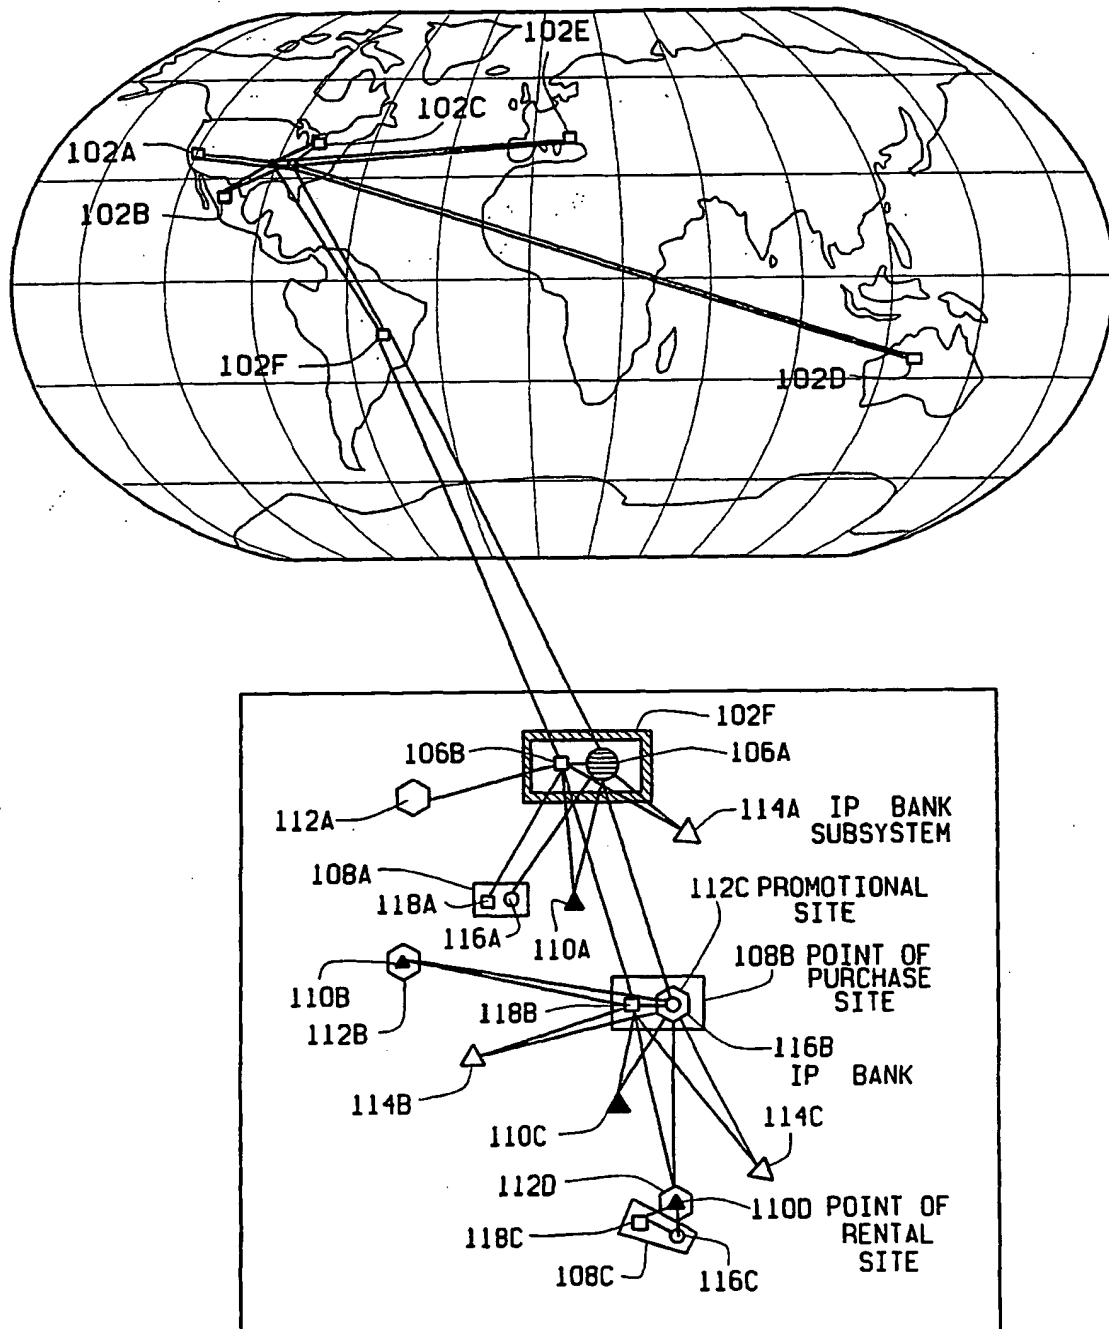 102E
102C
102A
102B
102F
102D
102F
106B
106A
112A
114A IP BANK
SUBSYSTEM
108A
118A
116A
110A
112C PROMOTIONAL
SITE
108B POINT OF
PURCHASE
SITE
110B
118B
112B
116B
IP BANK
114B
110C
114C
112D
110D POINT OF
RENTAL
SITE
118C
108C
116C